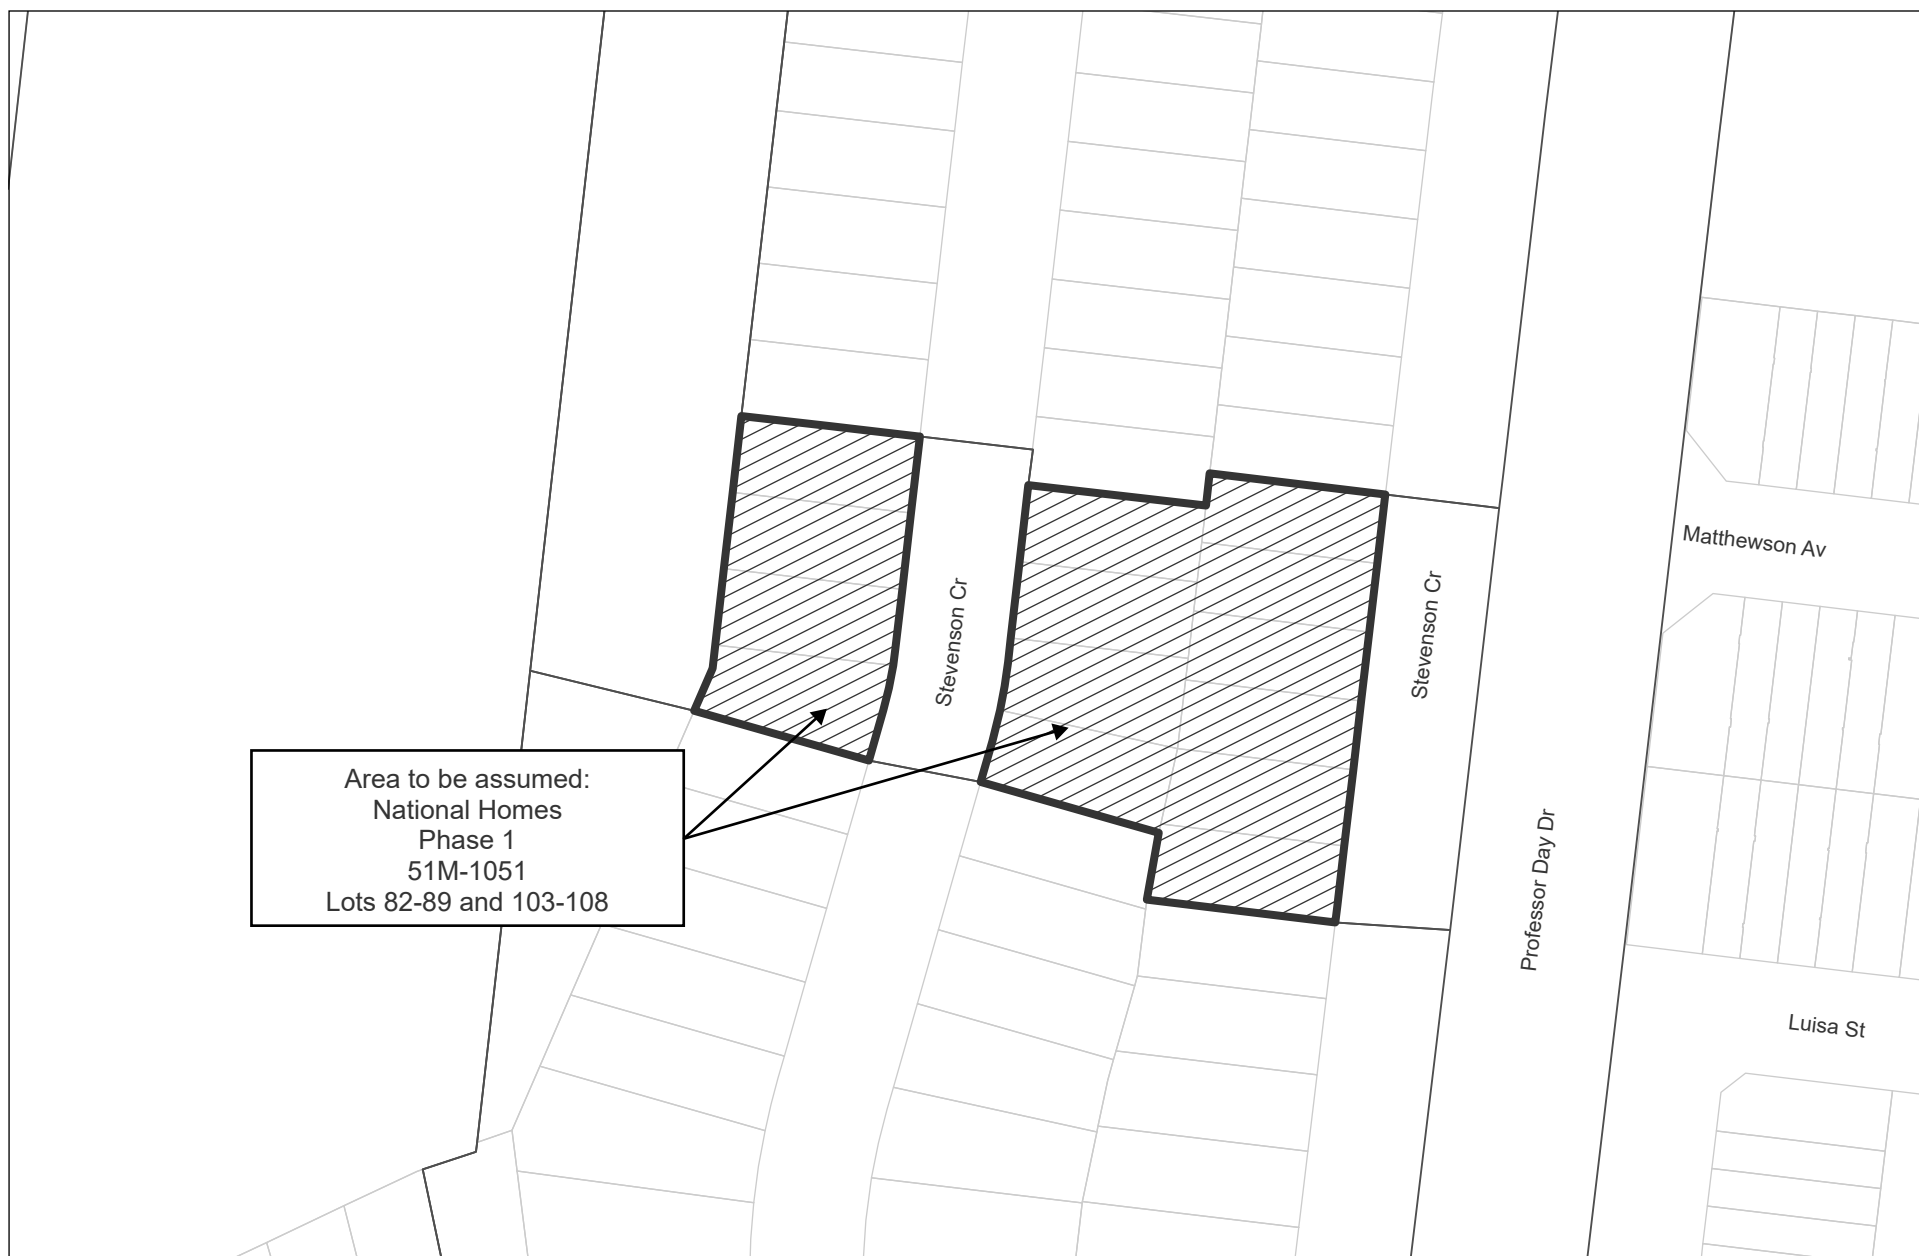 Matthewson Av
Stevenson Cr
Stevenson Cr
Area to be assumed:
National Homes
Phase 1
51M-1051
Lots 82-89 and 103-108
Professor Day Dr
Luisa St